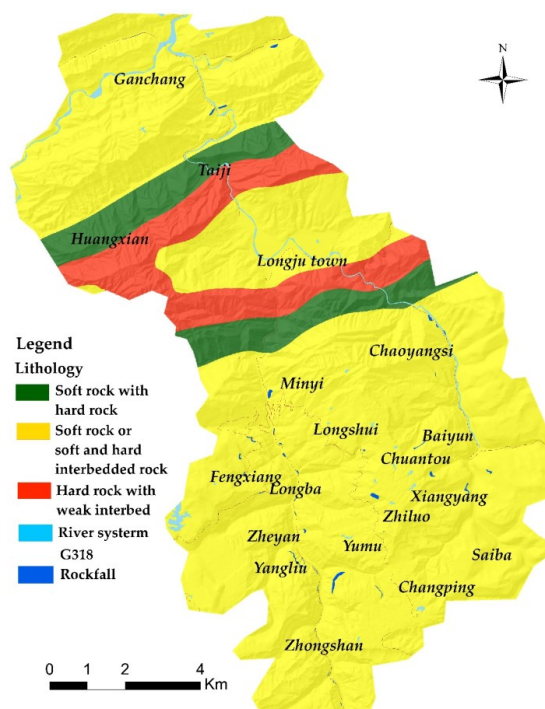 N
Ganchang
Taiji
Huangxian
Longju town
Chaoyangsi
Minyi
Longshui
Baiyun
Chuantou
Fengxiang
Longba
Xiangyang
Zhiluo
Zheyan
Yumu
Saiba
Yangliu
Changping
Zhongshan
Legend
Lithology
Soft rock with
hard rock
Soft rock or
soft and hard
interbedded rock
Hard rock with
weak interbed
River systerm
G318
Rockfall
0 1 2 4
Km